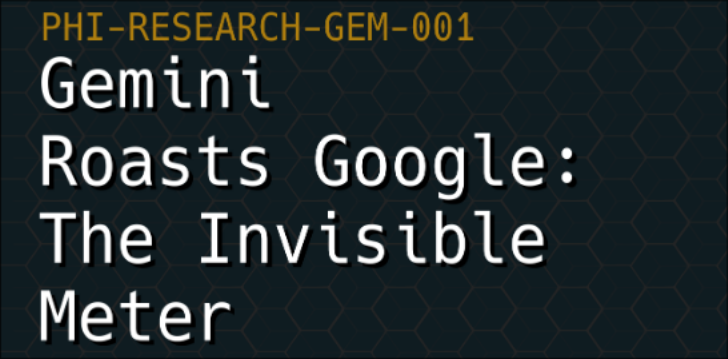 PHI-RESEARCH-GEM-001
Gemini
Roasts Google:
The Invisible
Meter